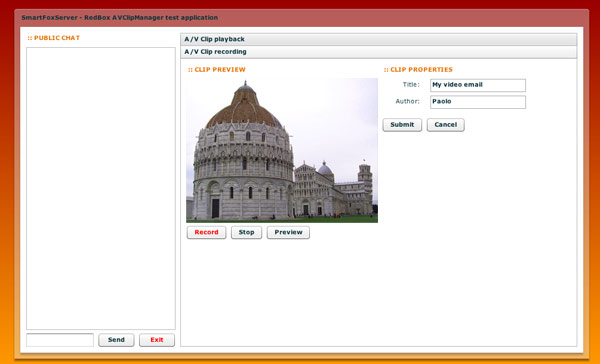 SmartFoxServer - RedBox AVClipManager test application
:: PUBLIC CHAT
Send
Exit
A/V Clip playback
A/V Clip recording
:: CLIP PREVIEW
Record
Stop
Preview
:: CLIP PROPERTIES
Title: My video email
Author: Paolo
Submit
Cancel